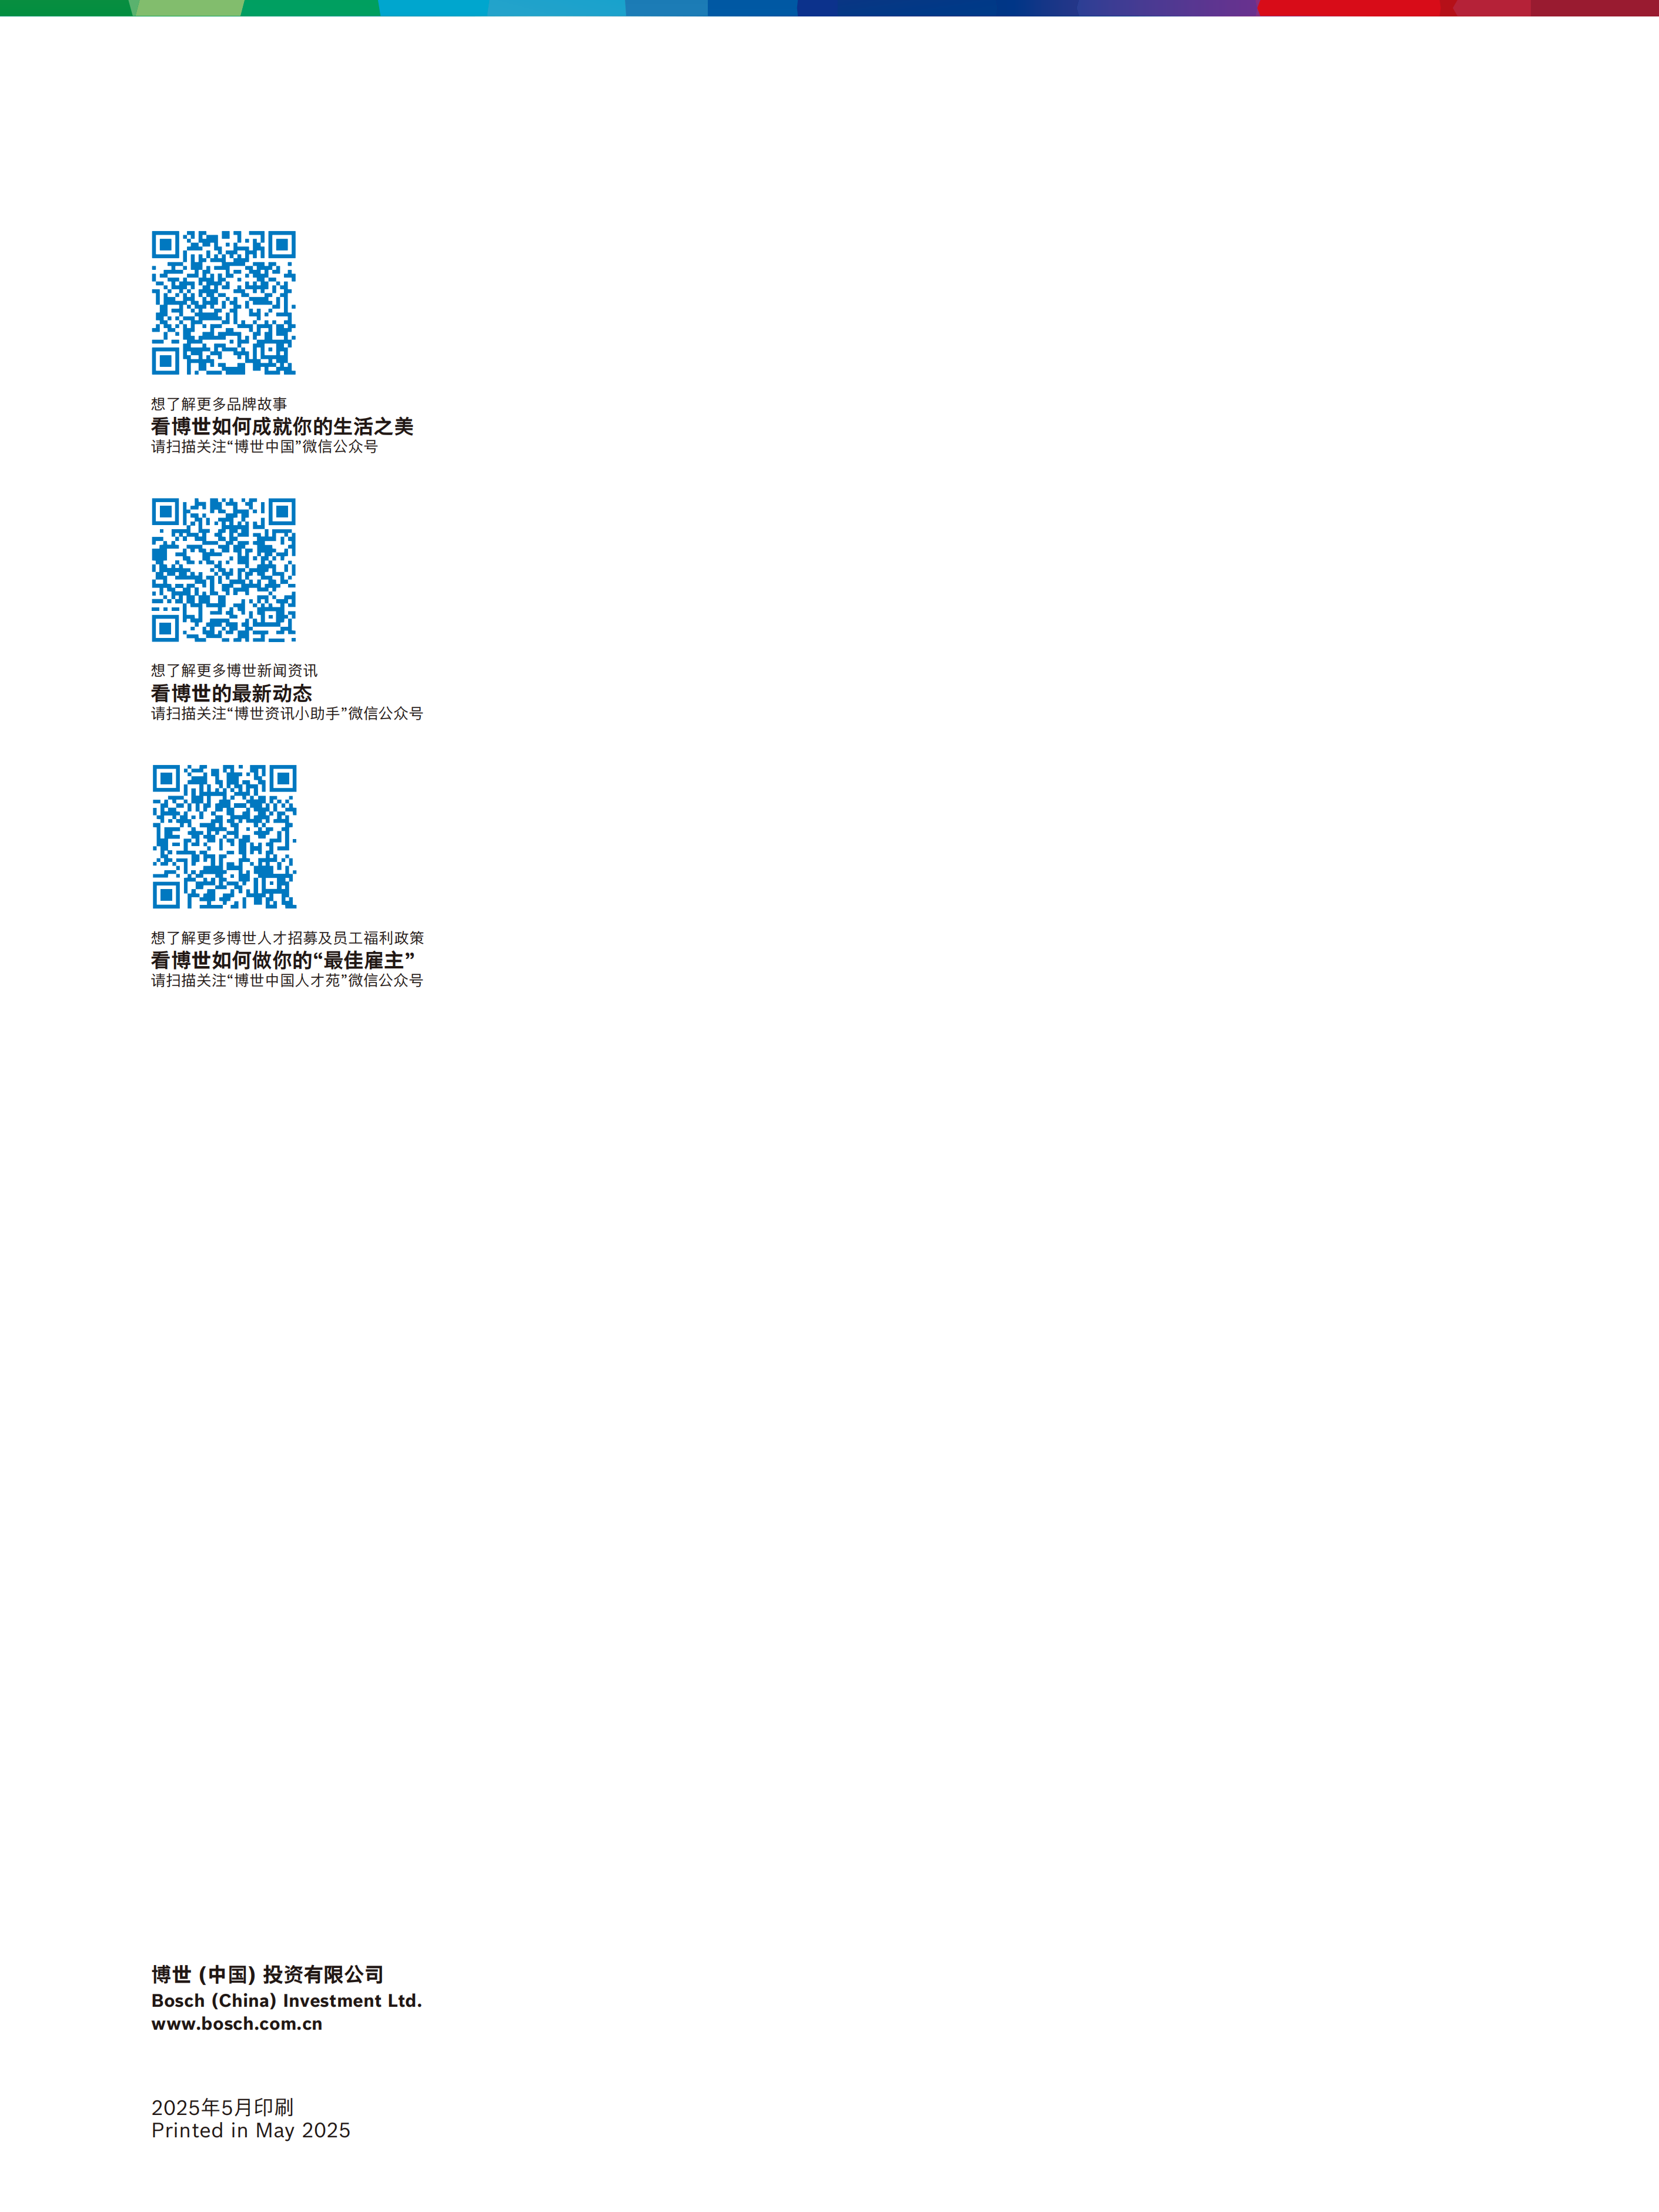 想了解更多品牌故事
看博世如何成就你的生活之美
请扫描关注“博世中国”微信公众号
想了解更多博世新闻资讯
看博世的最新动态
请扫描关注“博世资讯小助手”微信公众号
想了解更多博世人才招募及员工福利政策
看博世如何做你的“最佳雇主”
请扫描关注“博世中国人才苑”微信公众号
博世 (中国) 投资有限公司
Bosch (China) Investment Ltd.
www.bosch.com.cn
2025年5月印刷
Printed in May 2025